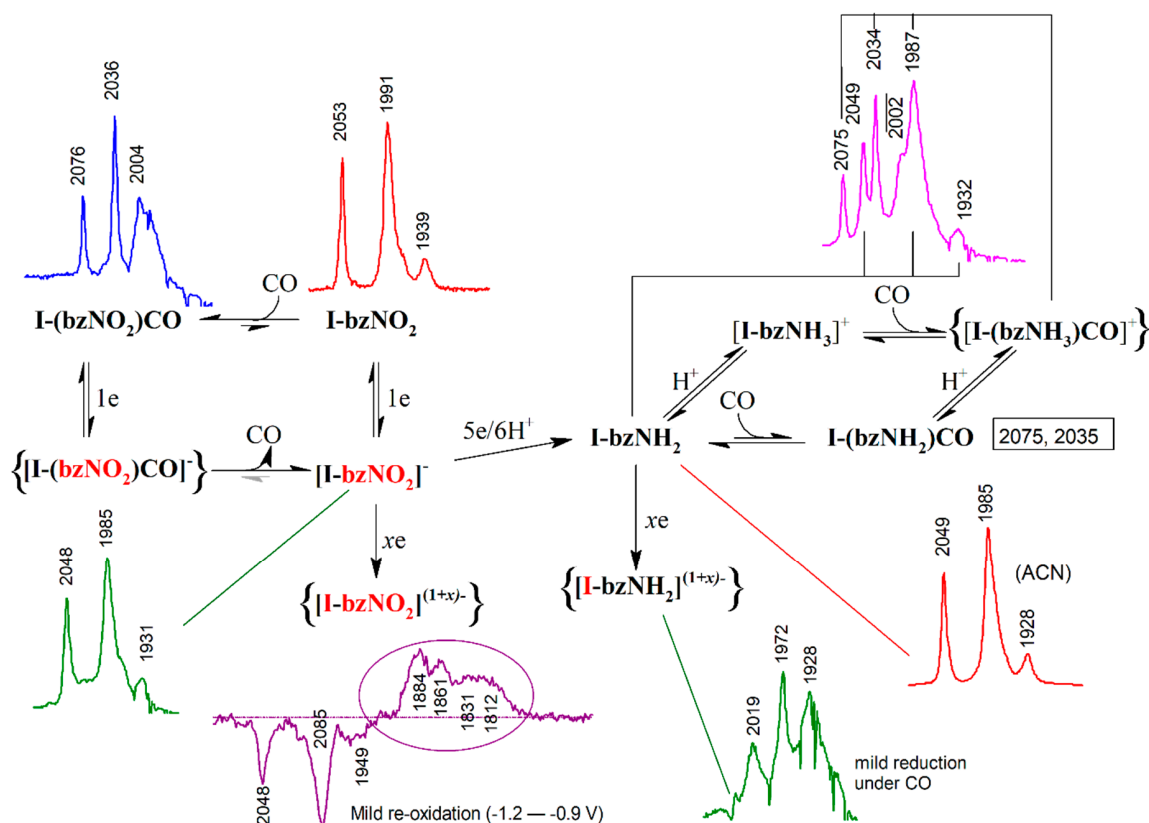 2076
2036
2004
2053
1991
1939
2075
2049
2034
2002
1987
1932
CO
I-(bzNO₂)CO
I-bzNO₂
CO
[I-bzNH₃]⁺
{[I-(bzNH₃)CO]⁺}
1e
1e
H⁺
H⁺
CO
CO
5e/6H⁺
I-bzNH₂
I-(bzNH₂)CO
2075, 2035
{[I-(bzNO₂)CO]⁻}
[I-bzNO₂]⁻
xe
xe
{[I-bzNO₂]⁽¹⁺ˣ⁾⁻}
{[I-bzNH₂]⁽¹⁺ˣ⁾⁻}
2048
1985
1931
2049
1985
1928
(ACN)
2048
2085
1949
1884
1861
1831
1812
Mild re-oxidation (-1.2 — -0.9 V)
2019
1972
1928
mild reduction
under CO